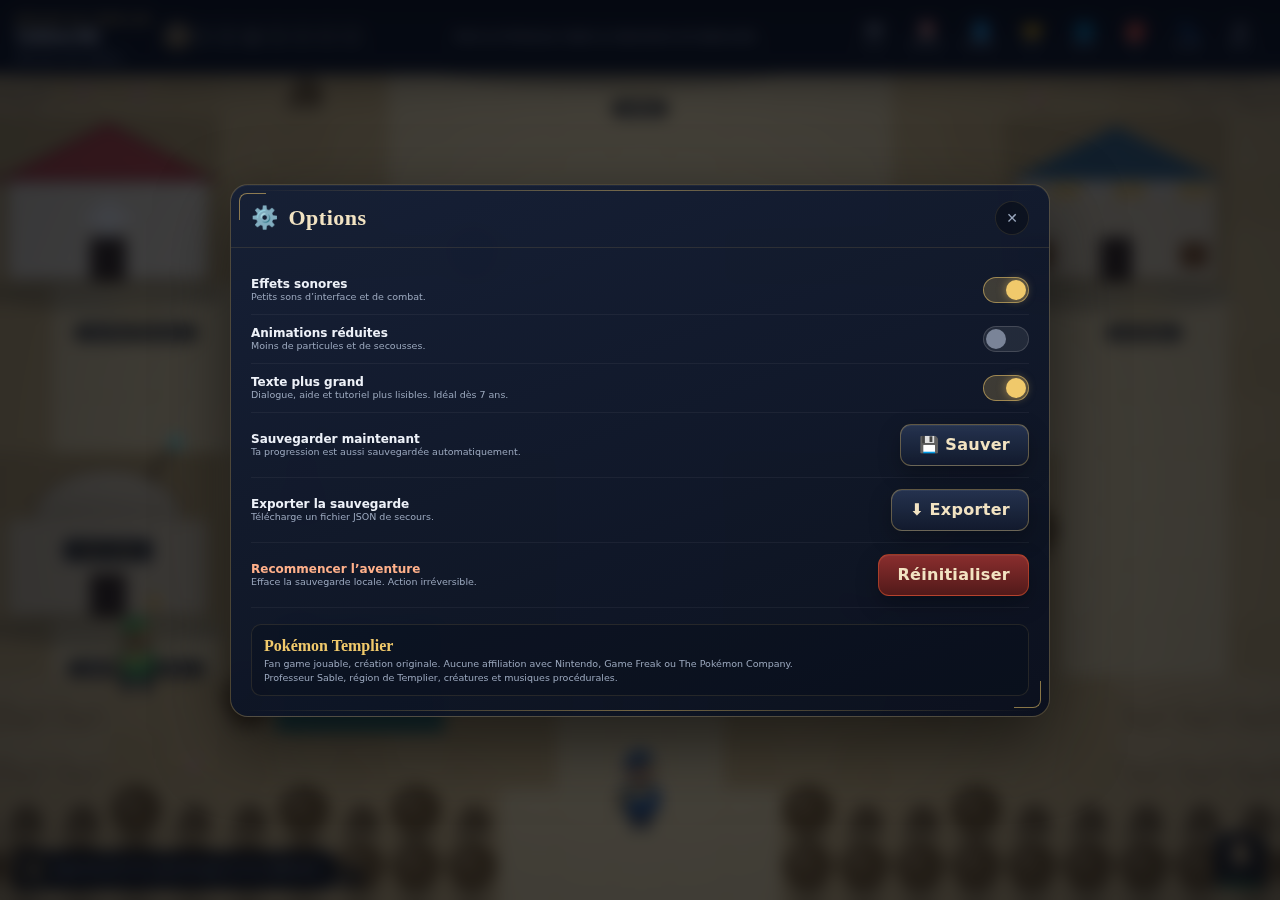 Options
✕
Effets sonores
Petits sons d’interface et de combat.
Animations réduites
Moins de particules et de secousses.
Texte plus grand
Dialogue, aide et tutoriel plus lisibles. Idéal dès 7 ans.
Sauvegarder maintenant
Ta progression est aussi sauvegardée automatiquement.
Sauver
Exporter la sauvegarde
Télécharge un fichier JSON de secours.
⬇ Exporter
Recommencer l’aventure
Efface la sauvegarde locale. Action irréversible.
Réinitialiser
Pokémon Templier
Fan game jouable, création originale. Aucune affiliation avec Nintendo, Game Freak ou The Pokémon Company.
Professeur Sable, région de Templier, créatures et musiques procédurales.